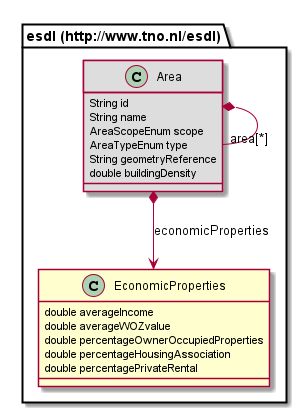 esdl (http://www.tno.nl/esdl)
C Area
String id
String name
AreaScopeEnum scope
AreaTypeEnum type
String geometryReference
double buildingDensity
area[*]
economicProperties
C EconomicProperties
double averageIncome
double averageWOZvalue
double percentageOwnerOccupiedProperties
double percentageHousingAssociation
double percentagePrivateRental